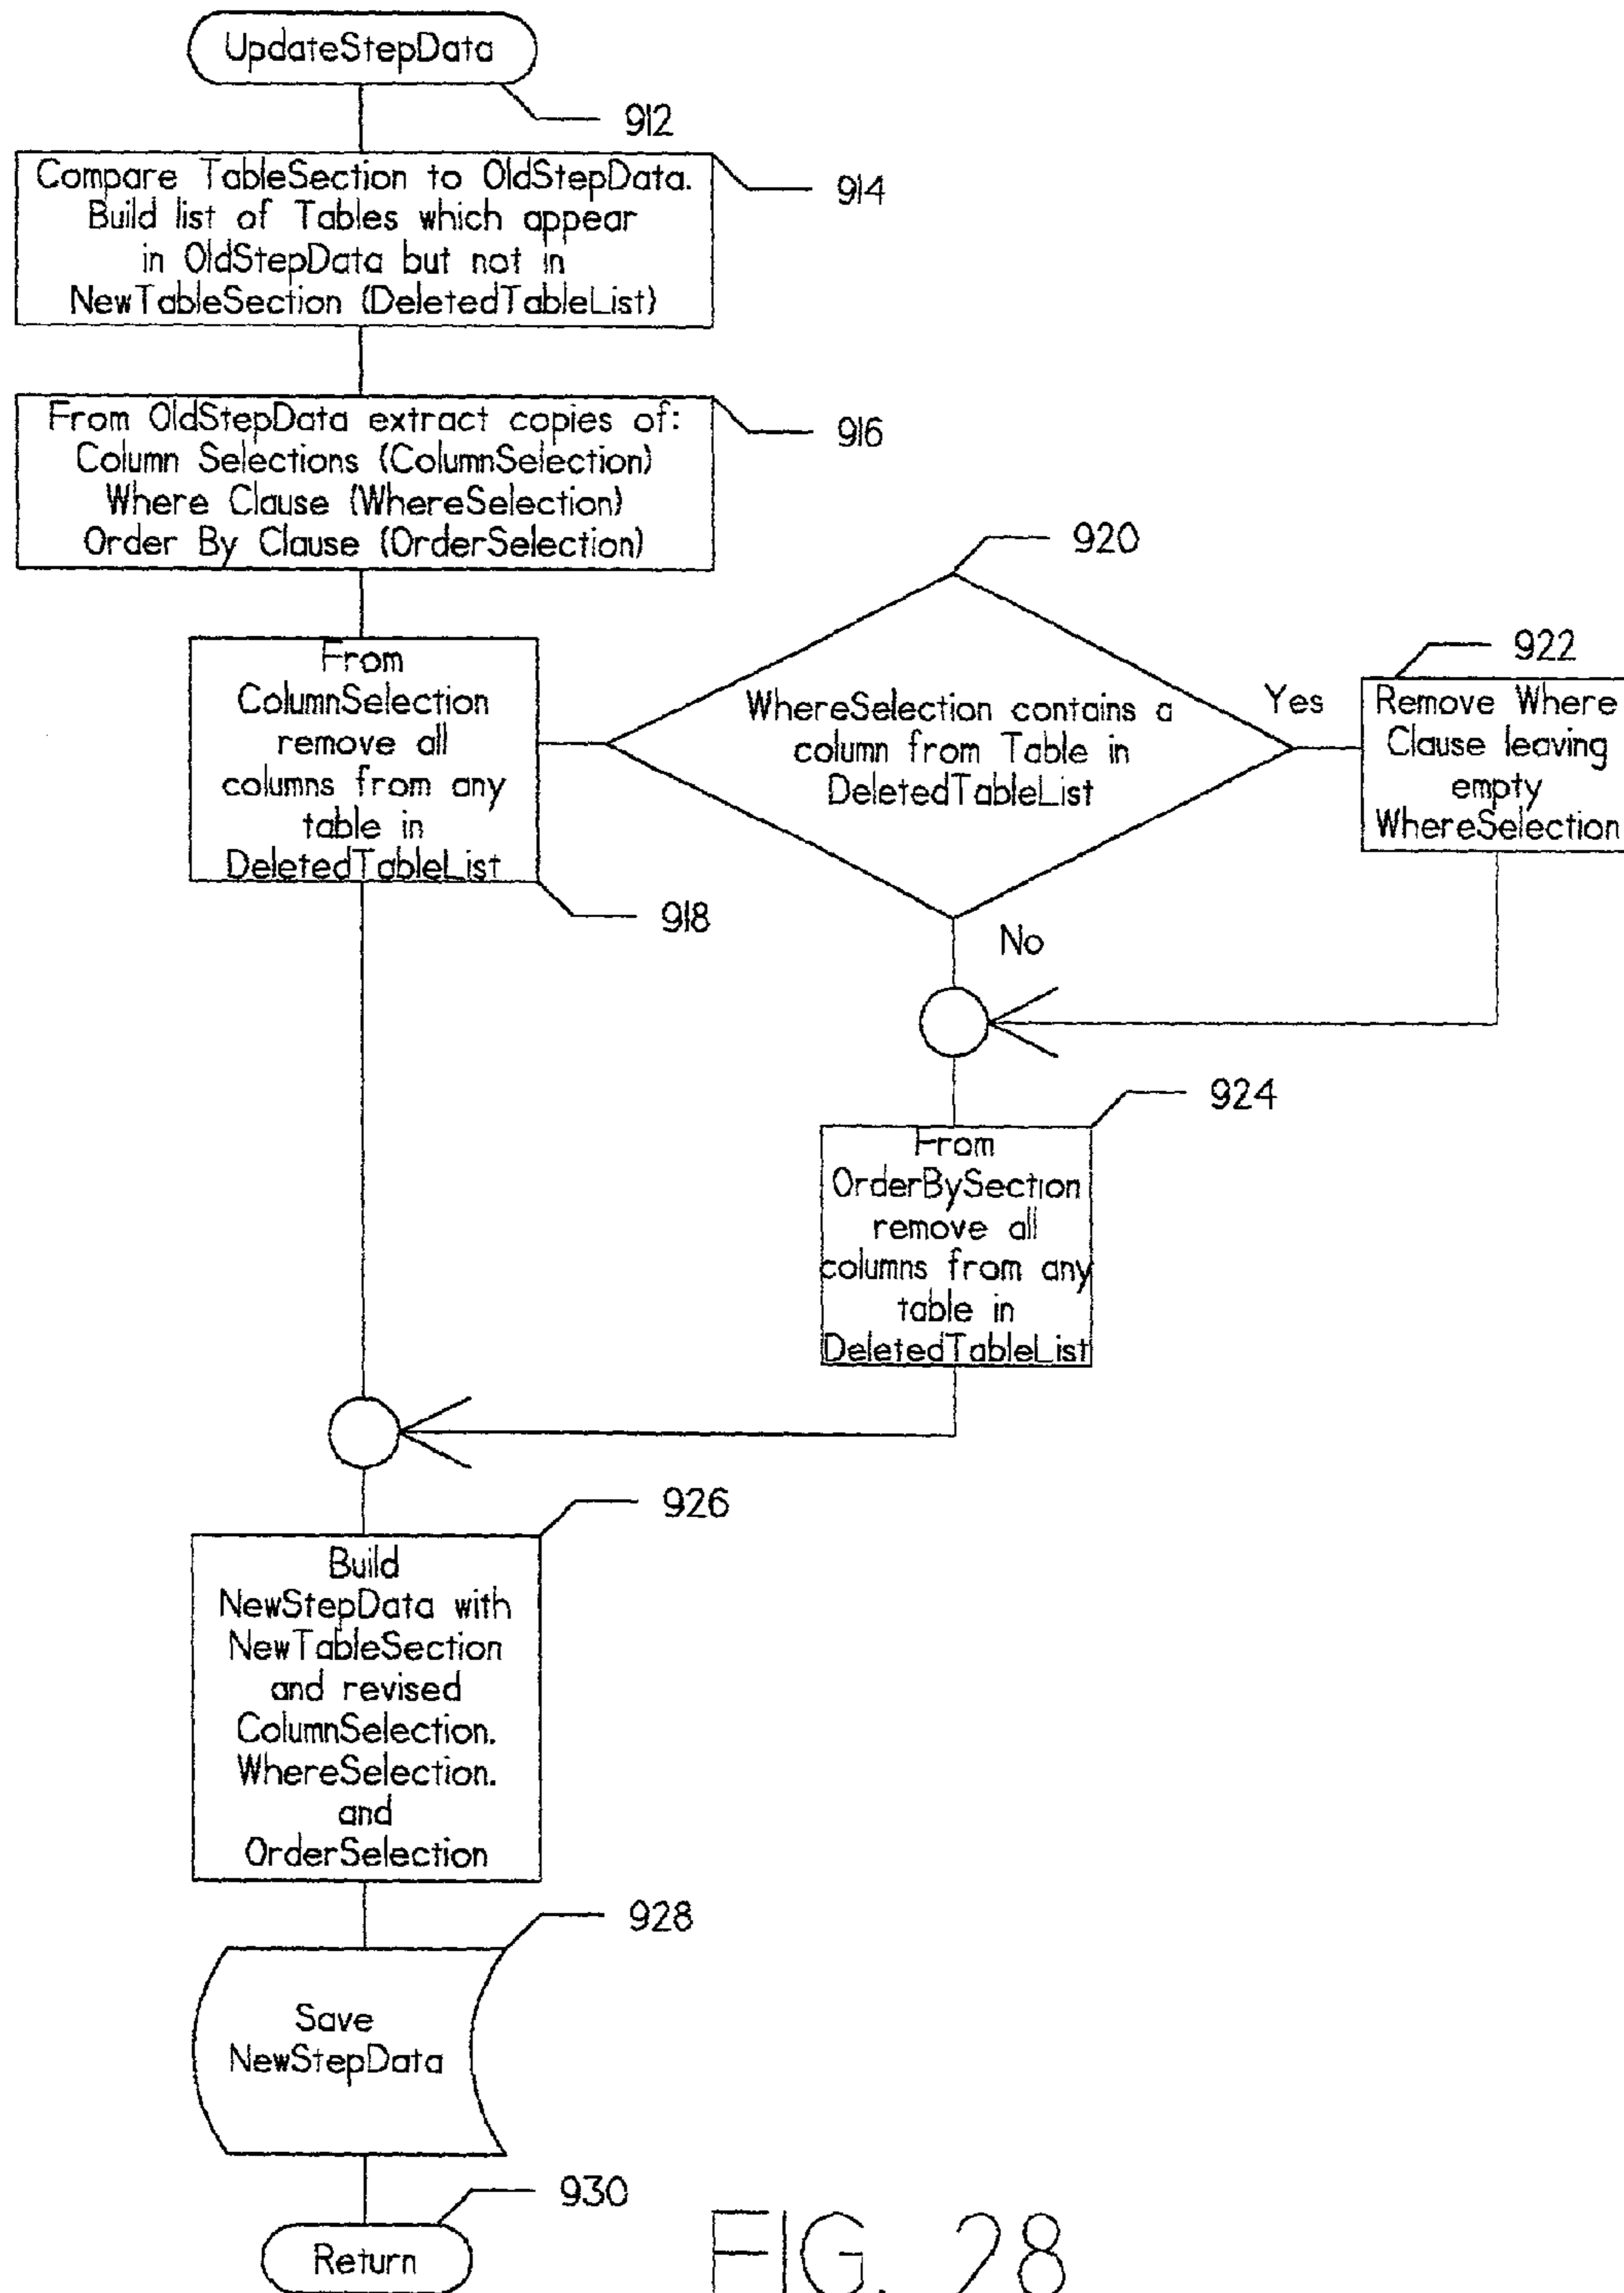 UpdateStepData
912
Compare TableSection to OldStepData.
Build list of Tables which appear
in OldStepData but not in
NewTableSection (DeletedTableList)
914
From OldStepData extract copies of:
Column Selections (ColumnSelection)
Where Clause (WhereSelection)
Order By Clause (OrderSelection)
916
From
ColumnSelection
remove all
columns from any
table in
DeletedTableList
918
920
WhereSelection contains a
column from Table in
DeletedTableList
Yes
922
Remove Where
Clause leaving
empty
WhereSelection
No
924
From
OrderBySection
remove all
columns from any
table in
DeletedTableList
926
Build
NewStepData with
NewTableSection
and revised
ColumnSelection.
WhereSelection.
and
OrderSelection
928
Save
NewStepData
930
Return
FIG. 28